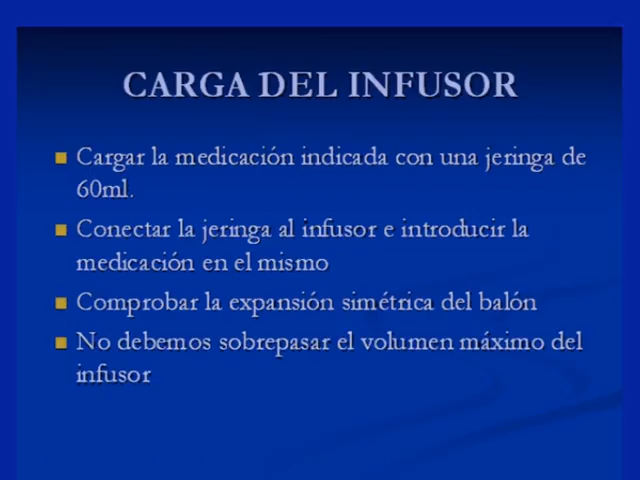 CARGA DEL INFUSOR
Cargar la medicación indicada con una jeringa de
60ml.
Conectar la jeringa al infusor e introducir la
medicación en el mismo
Comprobar la expansión simétrica del balón
No debemos sobrepasar el volumen máximo del
infusor